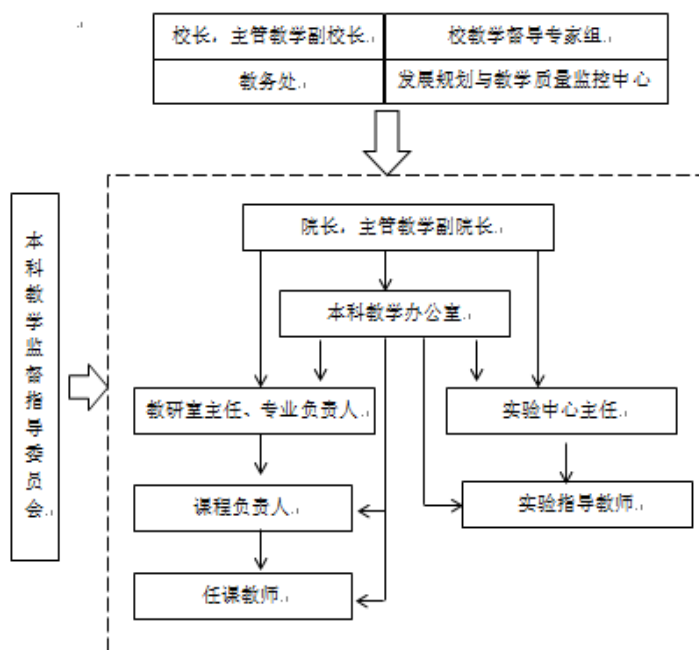 校长，主管教学副校长
校教学督导专家组
教务处
发展规划与教学质量监控中心
院长，主管教学副院长
本科教学办公室
本科教学监督指导委员会
教研室主任、专业负责人
实验中心主任
课程负责人
实验指导教师
任课教师